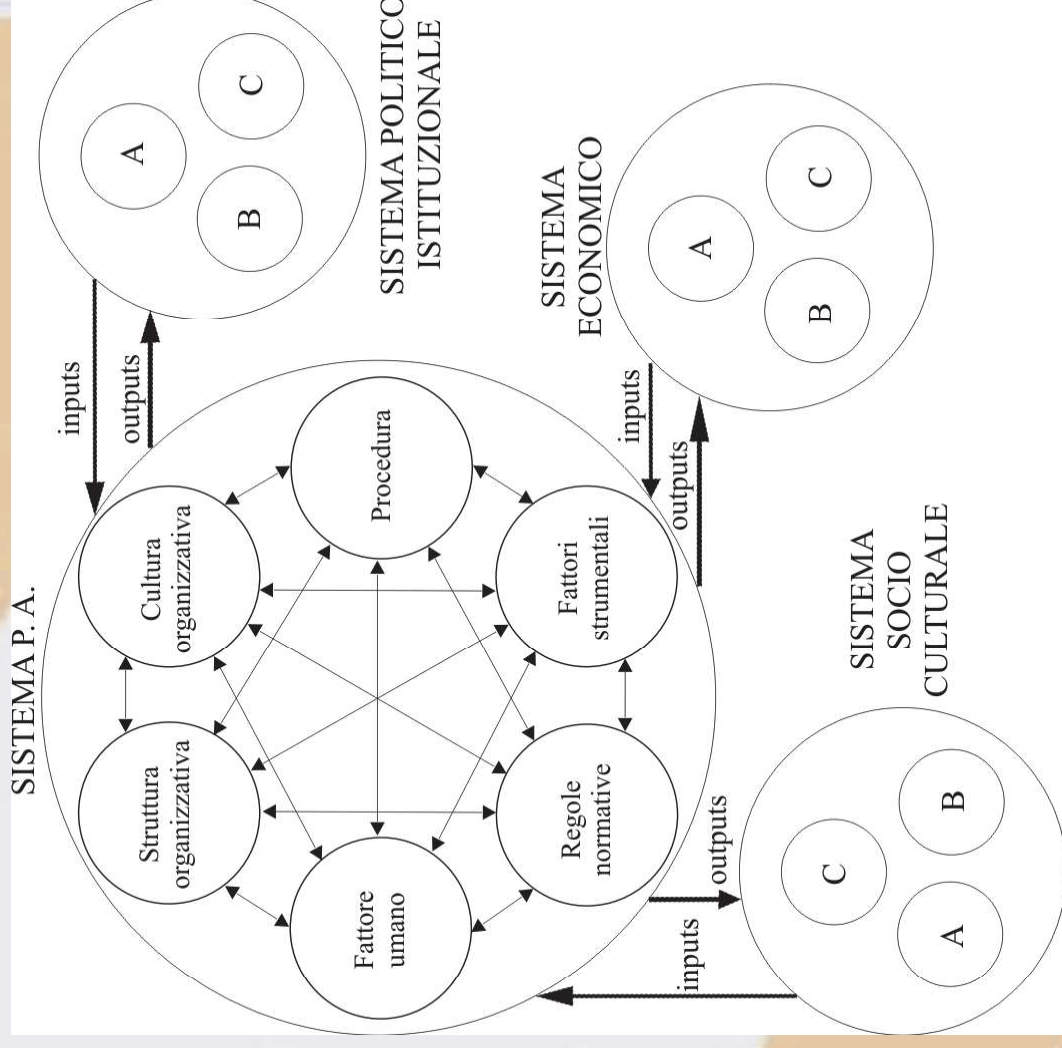 SISTEMA P. A.
Struttura
organizzativa
Cultura
organizzativa
Fattore
umano
Procedura
Regole
normative
Fattori
strumentali
inputs
outputs
A
B
C
SISTEMA POLITICO
ISTITUZIONALE
inputs
outputs
SISTEMA
ECONOMICO
A
B
C
inputs
outputs
SISTEMA
SOCIO
CULTURALE
C
A
B